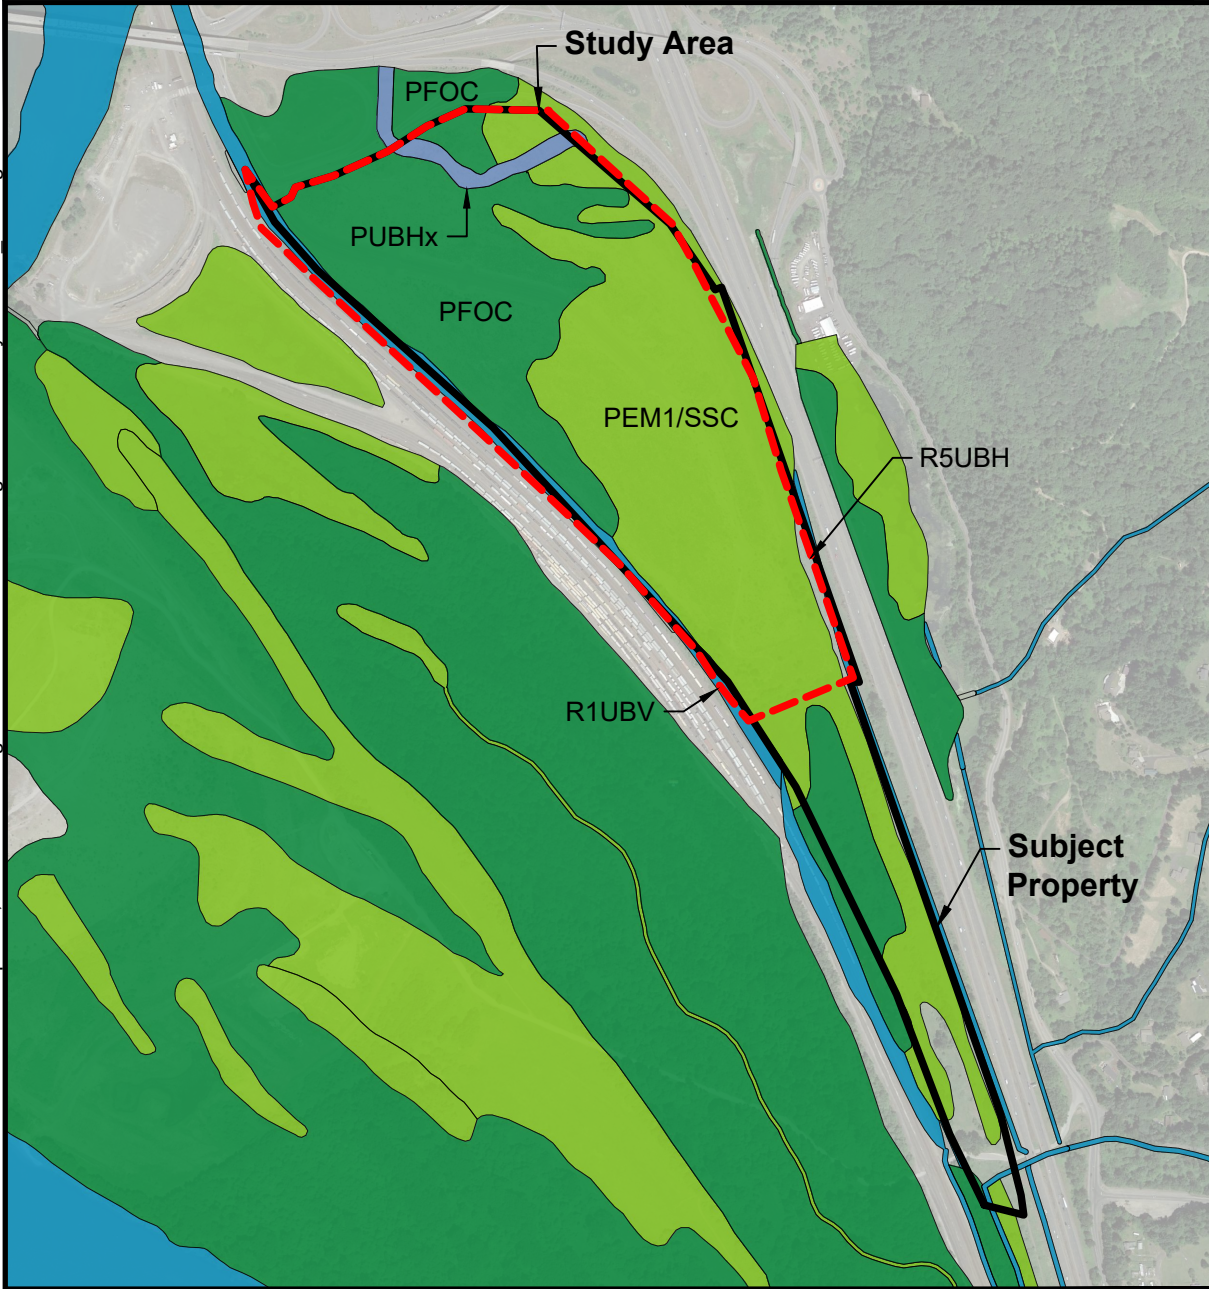 Study Area
PFOC
PUBHx
PFOC
PEM1/SSC
R5UBH
R1UBV
Subject
Property